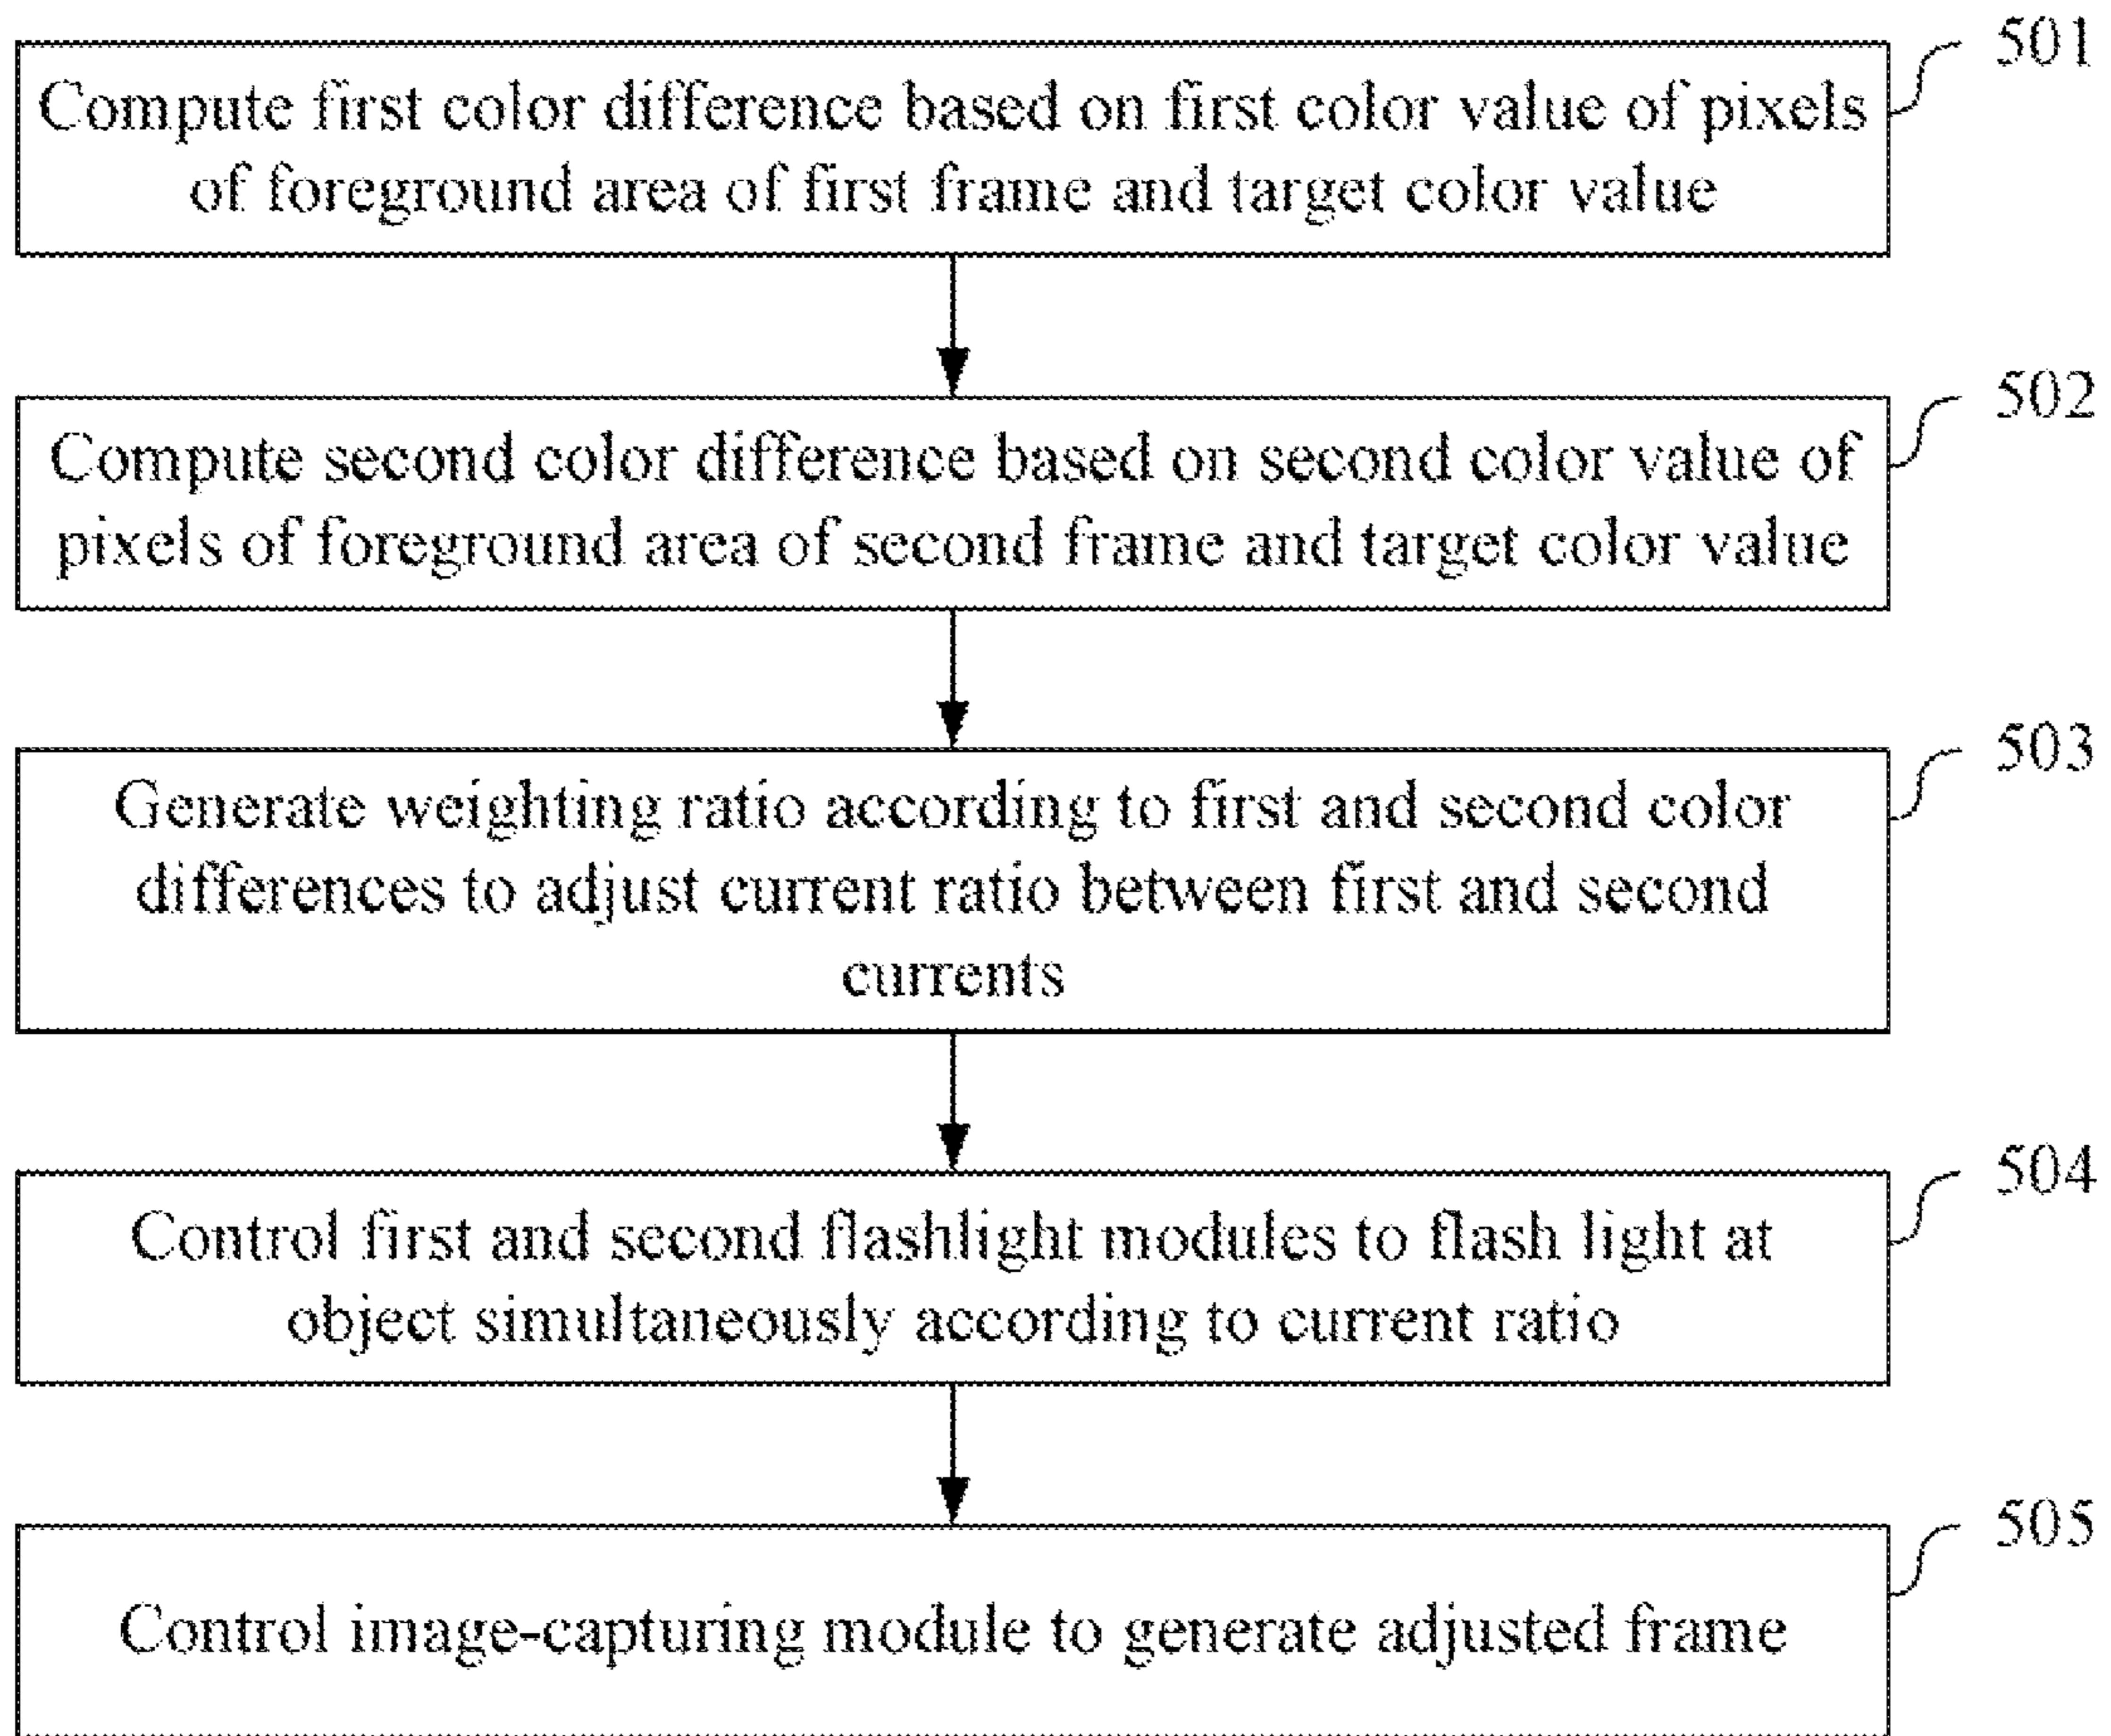 501
Compute first color difference based on first color value of pixels
of foreground area of first frame and target color value
502
Compute second color difference based on second color value of
pixels of foreground area of second frame and target color value
503
Generate weighting ratio according to first and second color
differences to adjust current ratio between first and second
currents
504
Control first and second flashlight modules to flash light at
object simultaneously according to current ratio
505
Control image-capturing module to generate adjusted frame